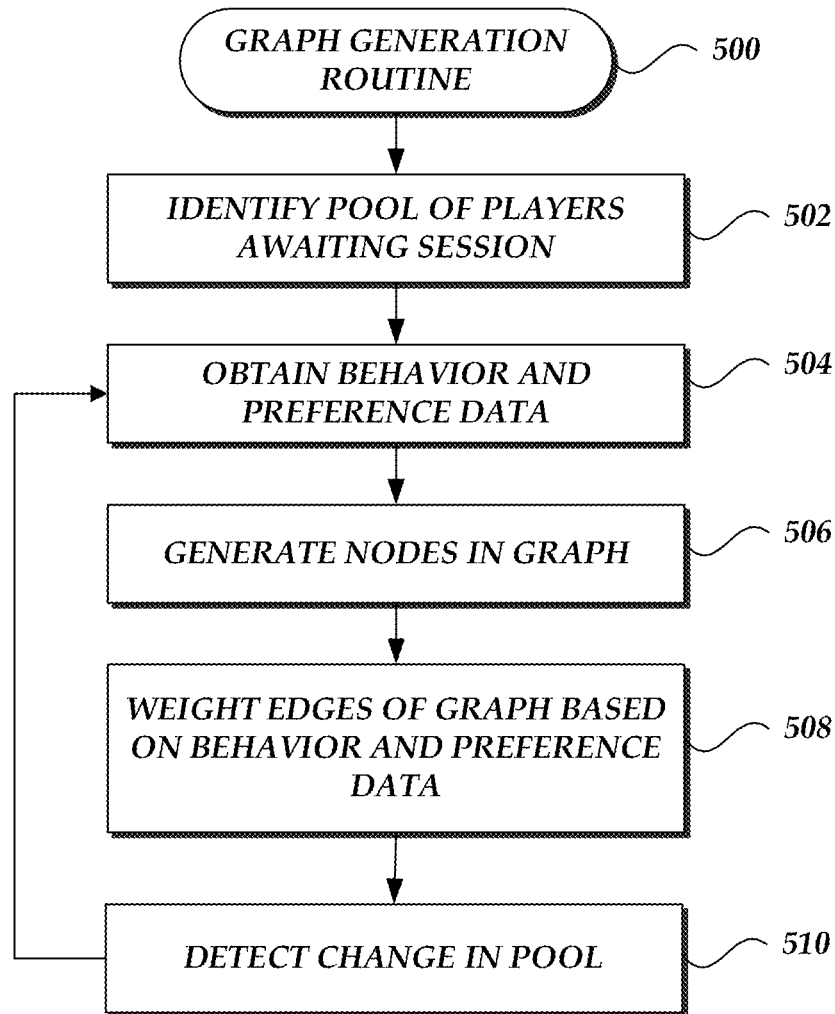 GRAPH GENERATION
ROUTINE
500
IDENTIFY POOL OF PLAYERS
AWAITING SESSION
502
OBTAIN BEHAVIOR AND
PREFERENCE DATA
504
GENERATE NODES IN GRAPH
506
WEIGHT EDGES OF GRAPH BASED
ON BEHAVIOR AND PREFERENCE
DATA
508
DETECT CHANGE IN POOL
510